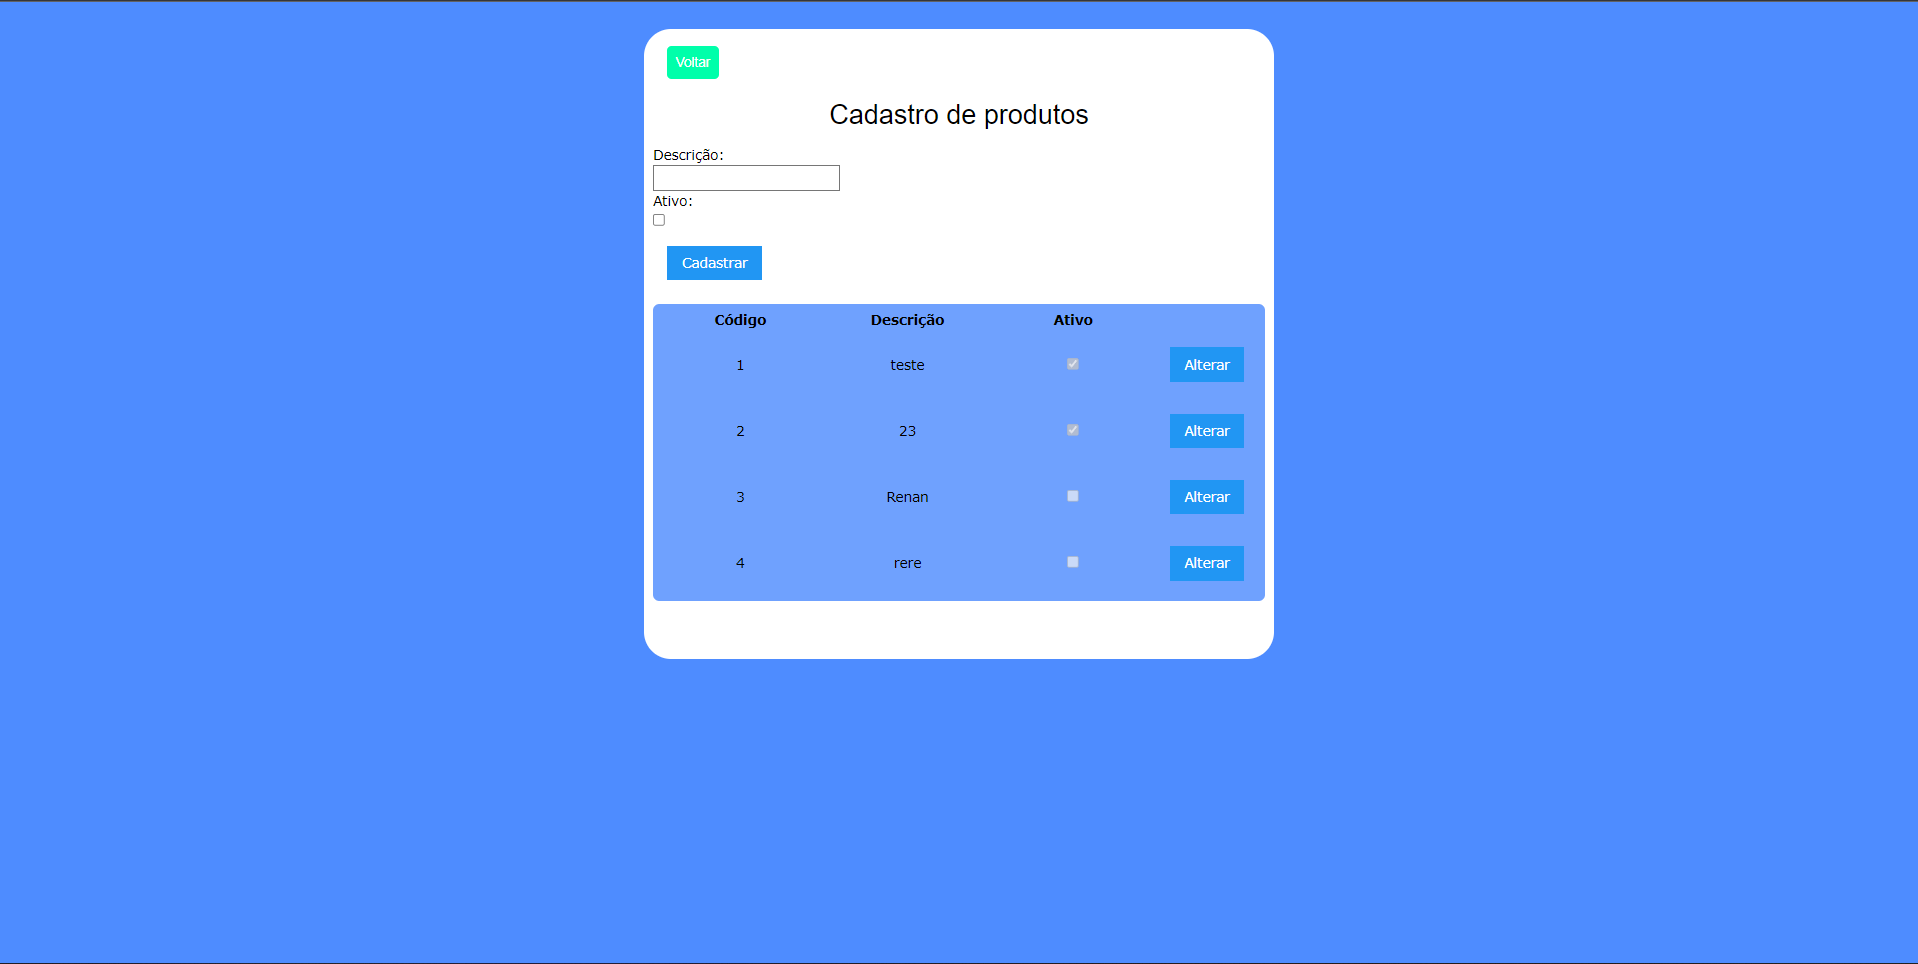 Voltar
Cadastro de produtos
Descrição:
Ativo:
Cadastrar
Código Descrição Ativo
1 teste Alterar
2 23 Alterar
3 Renan Alterar
4 rere Alterar